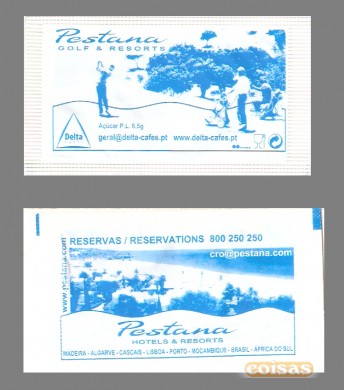 Pestana
GOLF & RESORTS
Açúcar P.L. 6,5g
Delta
geral@delta-cafes.pt www.delta-cafes.pt
RESERVAS / RESERVATIONS 800 250 250
cro@pestana.com
www.pestana.com
Pestana
HOTELS & RESORTS
MADEIRA - ALGARVE - CASCAIS - LISBOA - PORTO - MOÇAMBIQUE - BRASIL - AFRICA DO SUL
coisas